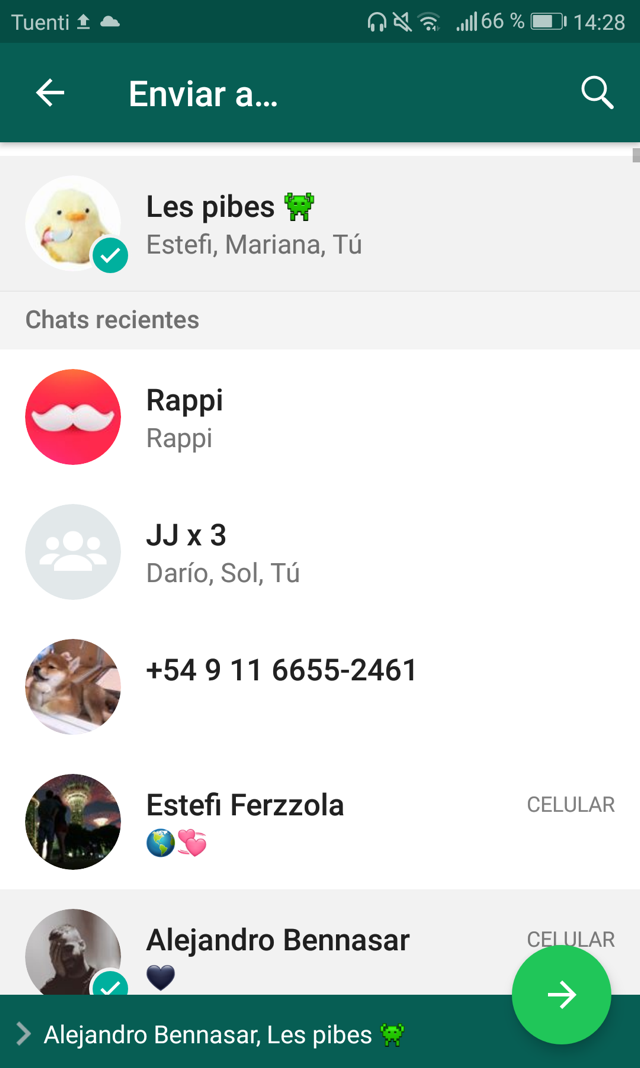 Tuenti 66 % 14:28
Enviar a...
Les pibes 👾
Estefi, Mariana, Tú
Chats recientes
Rappi
Rappi
JJ x 3
Darío, Sol, Tú
+54 9 11 6655-2461
Estefi Ferzzola CELULAR
🌎💞
Alejandro Bennasar CELULAR
🖤
Alejandro Bennasar, Les pibes 👾